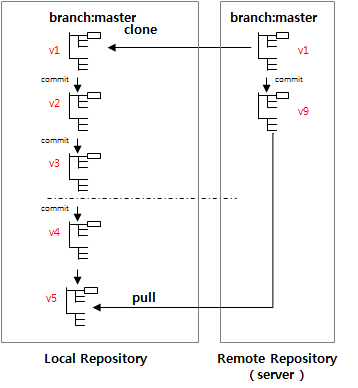 branch:master
branch:master
clone
v1
v1
commit
commit
v2
v9
commit
v3
commit
v4
v5
pull
Local Repository
Remote Repository
( server )